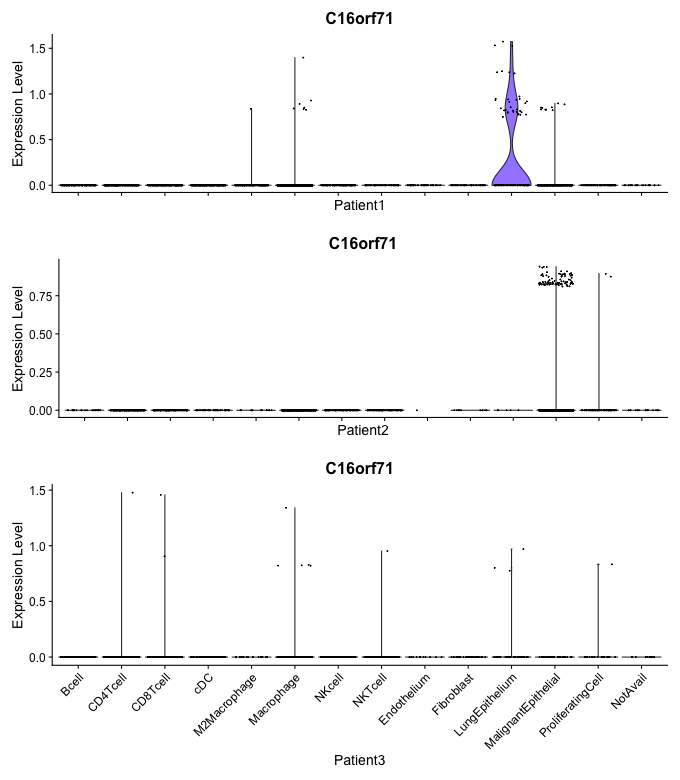 C16orf71
Expression Level
1.5
1.0
0.5
0.0
Patient1
C16orf71
Expression Level
0.75
0.50
0.25
0.00
Patient2
C16orf71
Expression Level
1.5
1.0
0.5
0.0
Bcell
CD4Tcell
CD8Tcell
cDC
M2Macrophage
Macrophage
NKcell
NKTcell
Endothelium
Fibroblast
LungEpithelium
MalignantEpithelial
ProliferatingCell
NotAvail
Patient3